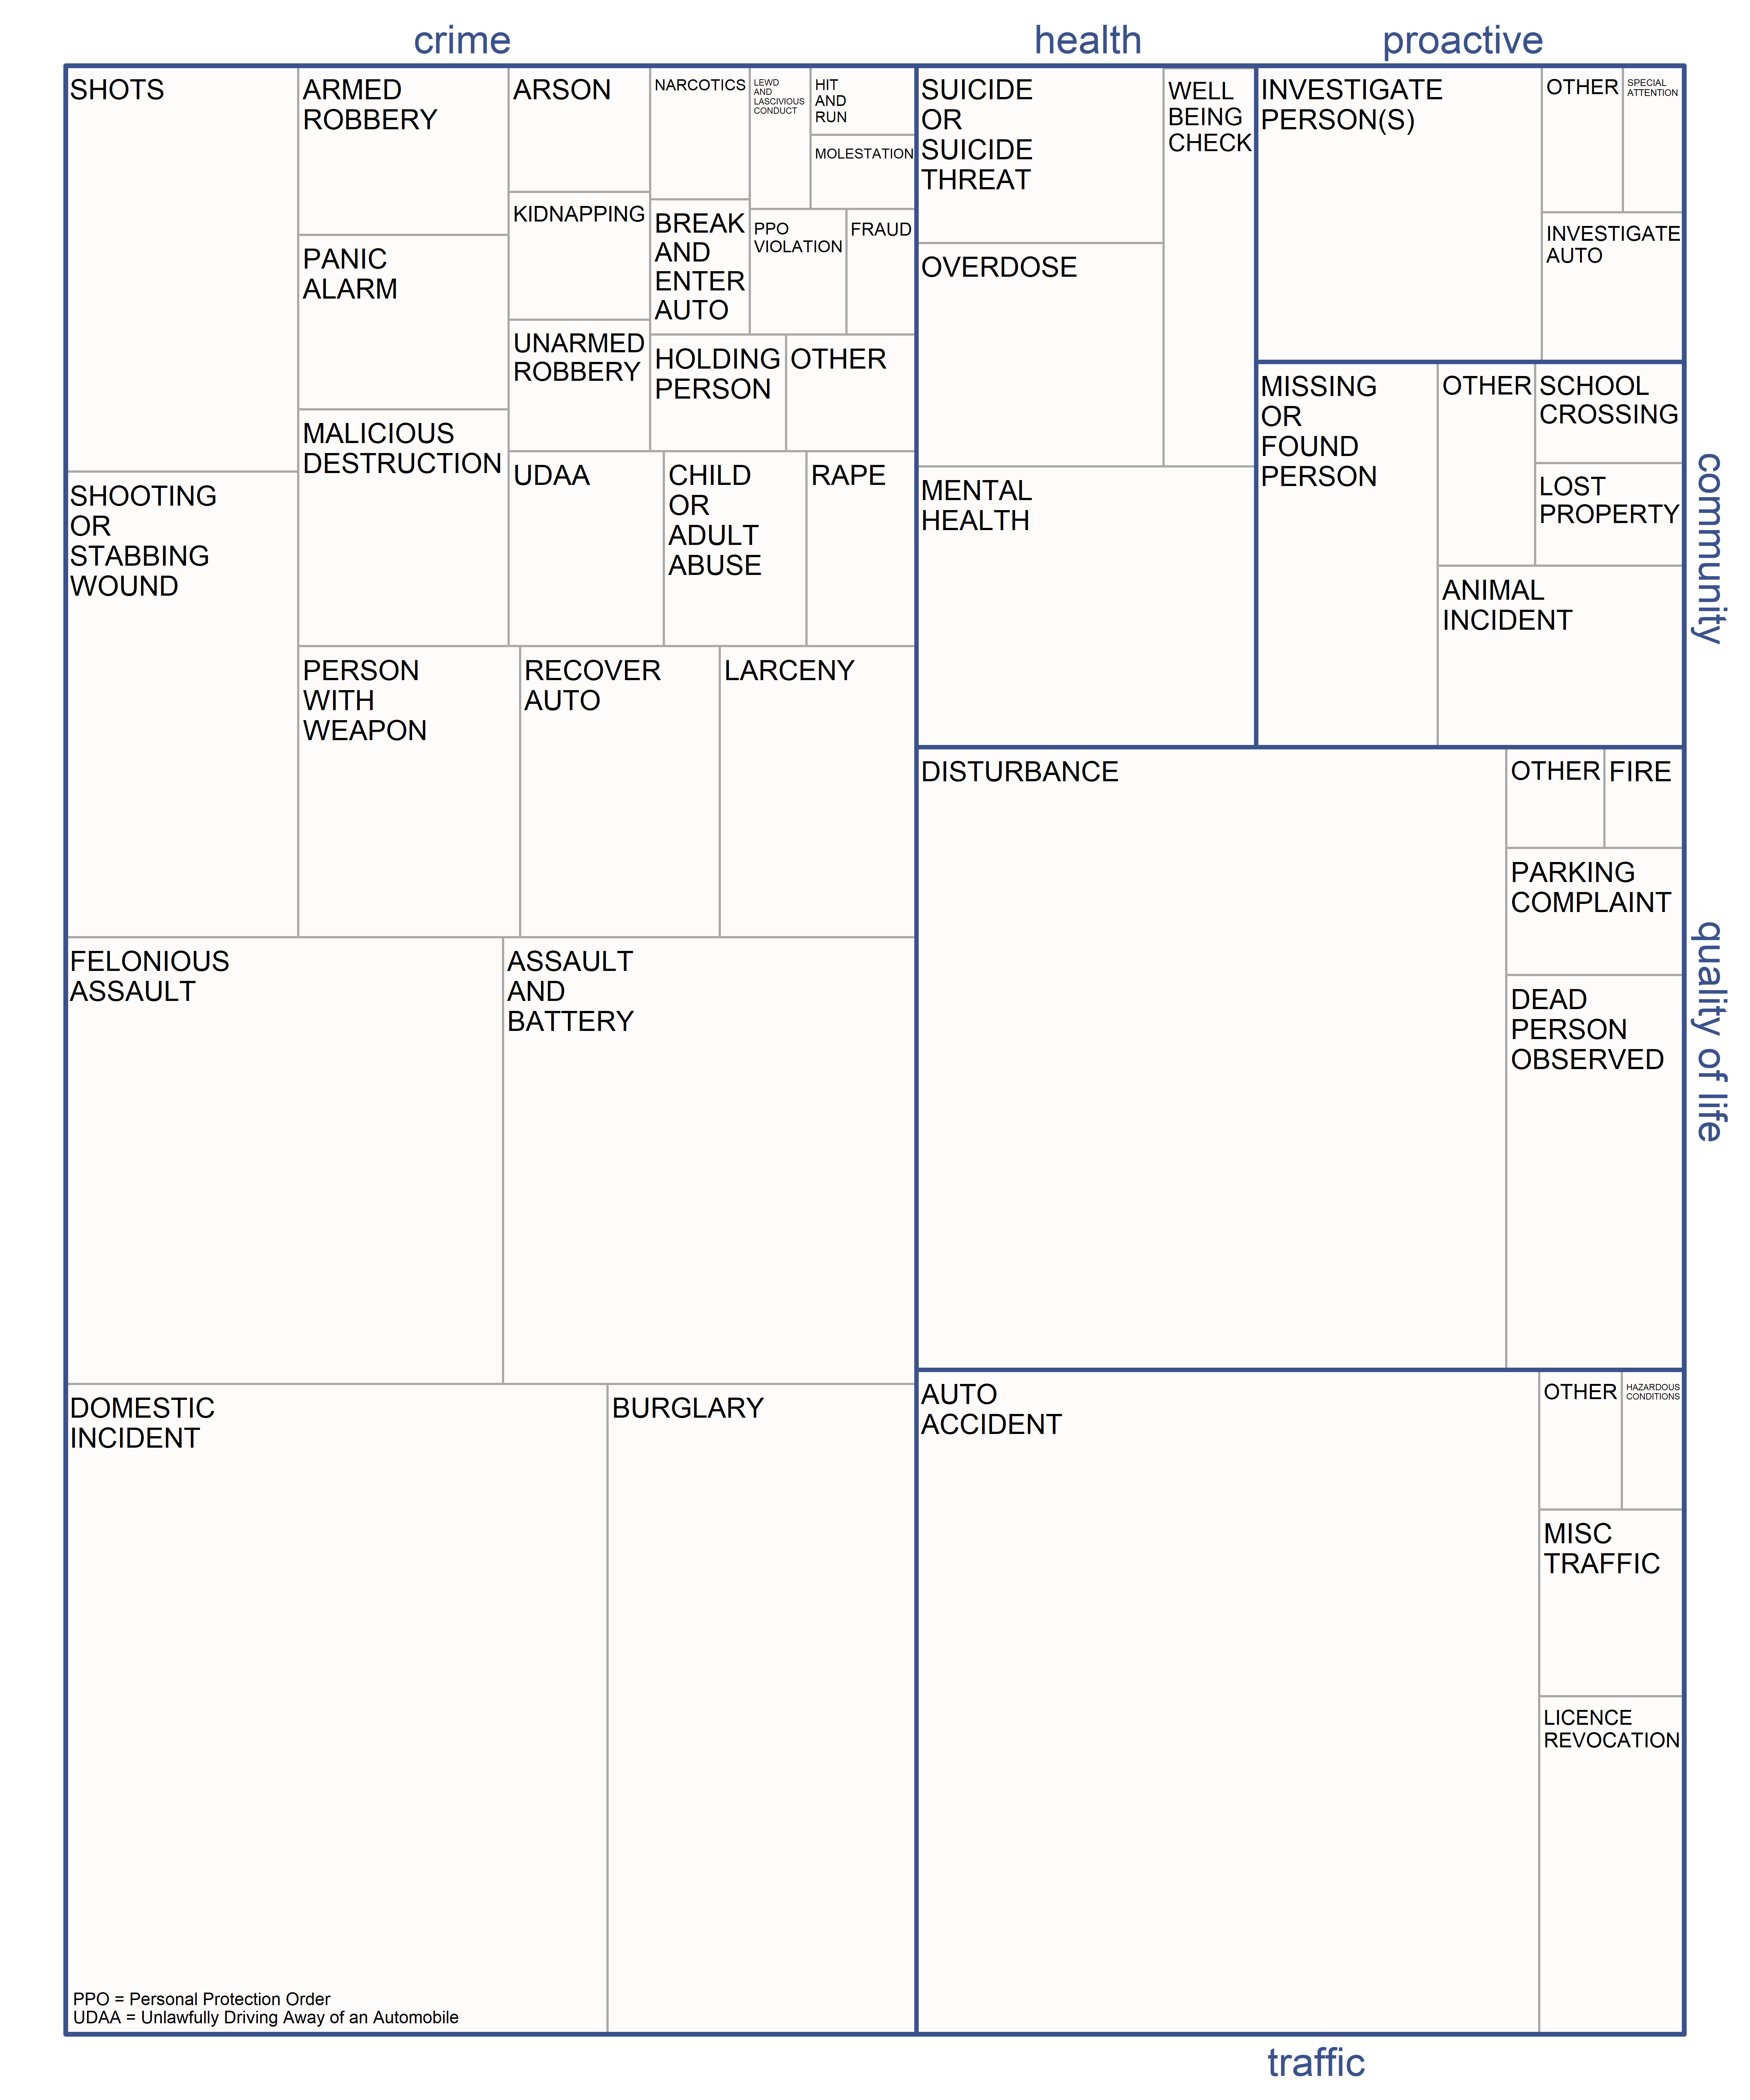 crime
health
proactive
SHOTS
ARMED
ROBBERY
ARSON
NARCOTICS
LEWD
AND
LASCIVIOUS
CONDUCT
HIT
AND
RUN
MOLESTATION
KIDNAPPING
BREAK
AND
ENTER
AUTO
PPO
VIOLATION
FRAUD
PANIC
ALARM
UNARMED
ROBBERY
HOLDING
PERSON
OTHER
MALICIOUS
DESTRUCTION
UDAA
CHILD
OR
ADULT
ABUSE
RAPE
SHOOTING
OR
STABBING
WOUND
PERSON
WITH
WEAPON
RECOVER
AUTO
LARCENY
FELONIOUS
ASSAULT
ASSAULT
AND
BATTERY
DOMESTIC
INCIDENT
BURGLARY
PPO = Personal Protection Order
UDAA = Unlawfully Driving Away of an Automobile
SUICIDE
OR
SUICIDE
THREAT
WELL
BEING
CHECK
OVERDOSE
MENTAL
HEALTH
INVESTIGATE
PERSON(S)
OTHER
SPECIAL
ATTENTION
INVESTIGATE
AUTO
MISSING
OR
FOUND
PERSON
OTHER
SCHOOL
CROSSING
LOST
PROPERTY
ANIMAL
INCIDENT
community
DISTURBANCE
OTHER
FIRE
PARKING
COMPLAINT
DEAD
PERSON
OBSERVED
quality of life
AUTO
ACCIDENT
OTHER
HAZARDOUS
CONDITIONS
MISC
TRAFFIC
LICENCE
REVOCATION
traffic